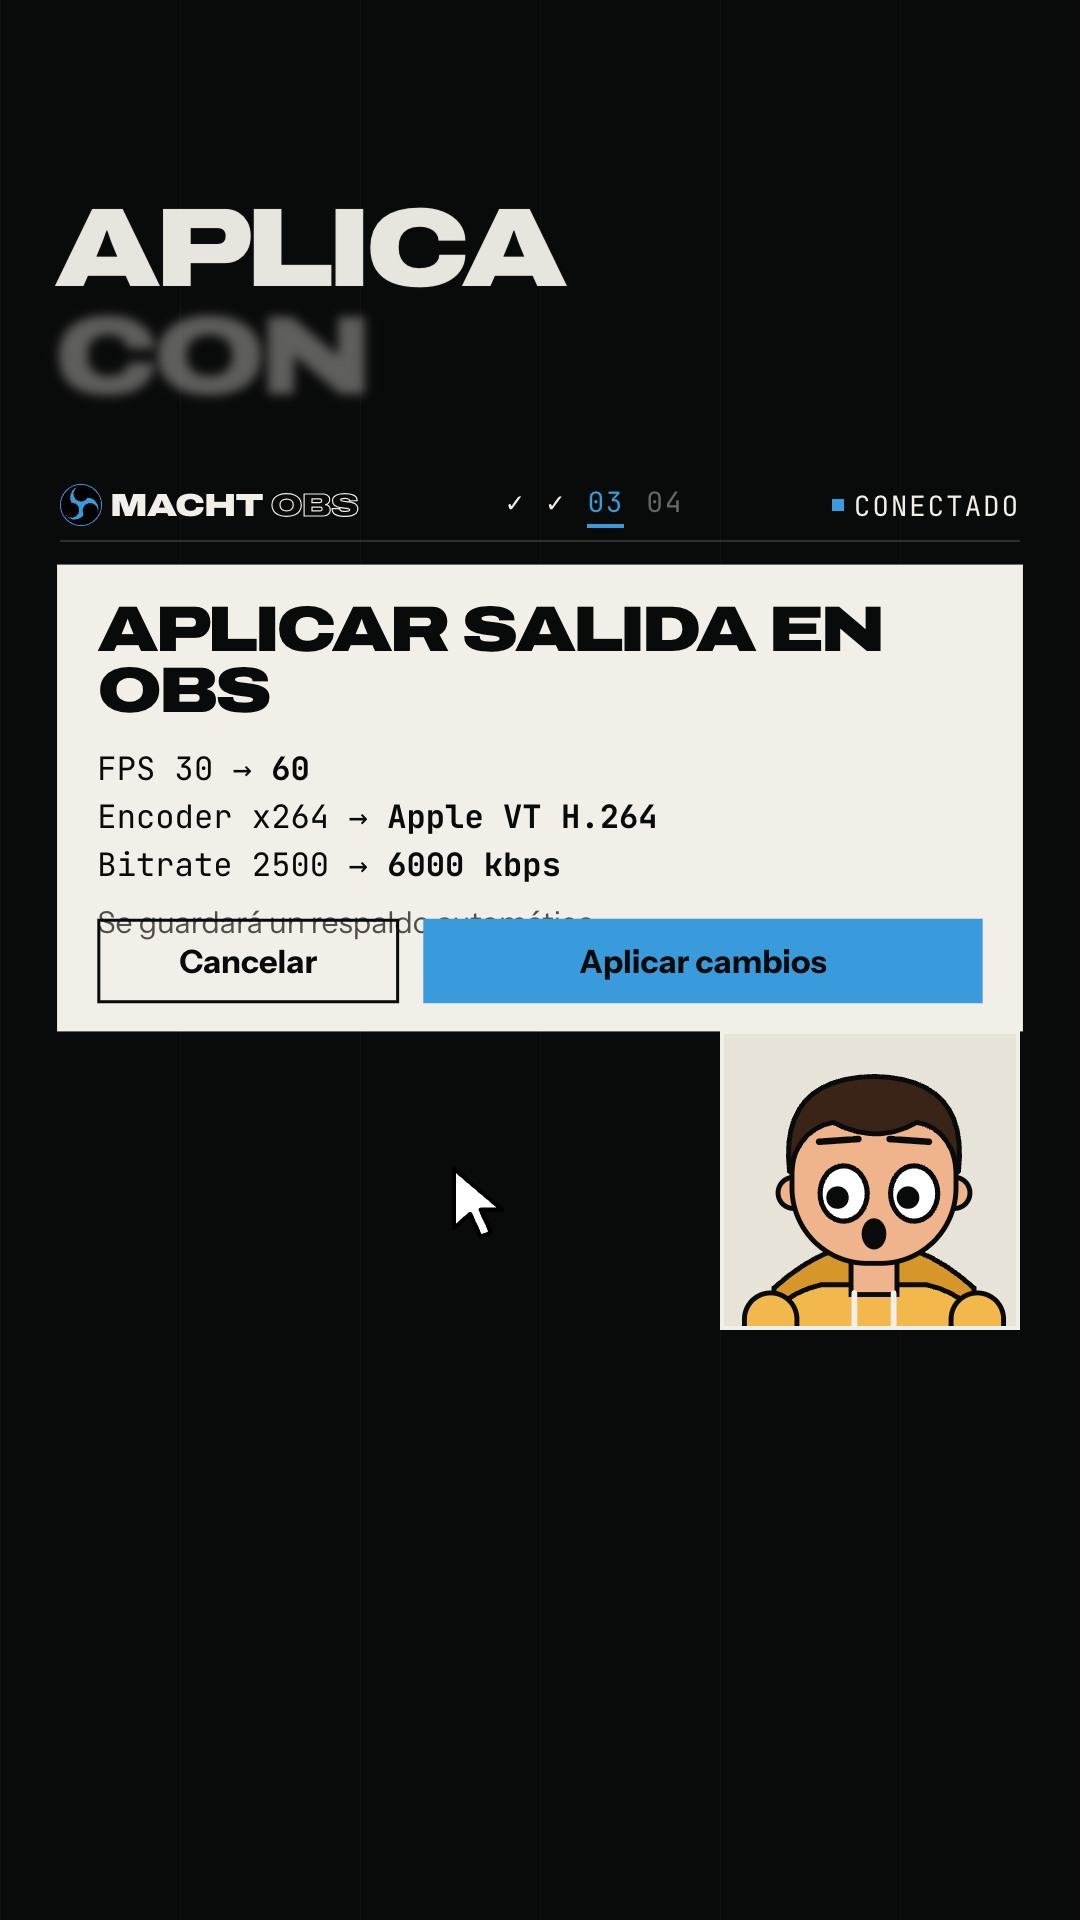 APLICA
CON
MACHT OBS
✓ ✓ 03 04
CONECTADO
APLICAR SALIDA EN
OBS
FPS 30 → 60
Encoder x264 → Apple VT H.264
Bitrate 2500 → 6000 kbps
Se guardará un respaldo automático.
Cancelar
Aplicar cambios